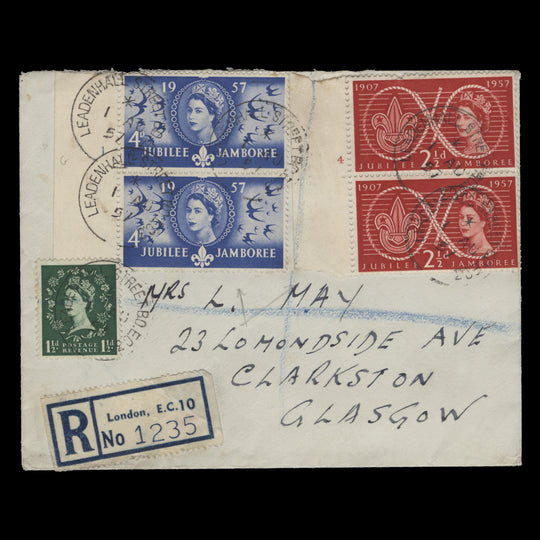 LEADENHALL
19 57
4D
JUBILEE JAMBOREE
1907 1957
2½D
JUBILEE JAMBOREE
4
LEADENHALL
19 57
4D
JUBILEE JAMBOREE
1907 1957
2½D
JUBILEE JAMBOREE
STREET B.O. E.C.
1½D POSTAGE REVENUE 1½D
MRS L. MAY
23 LOMONDSIDE AVE
CLARKSTON
GLASGOW
R London, E.C.10
No 1235